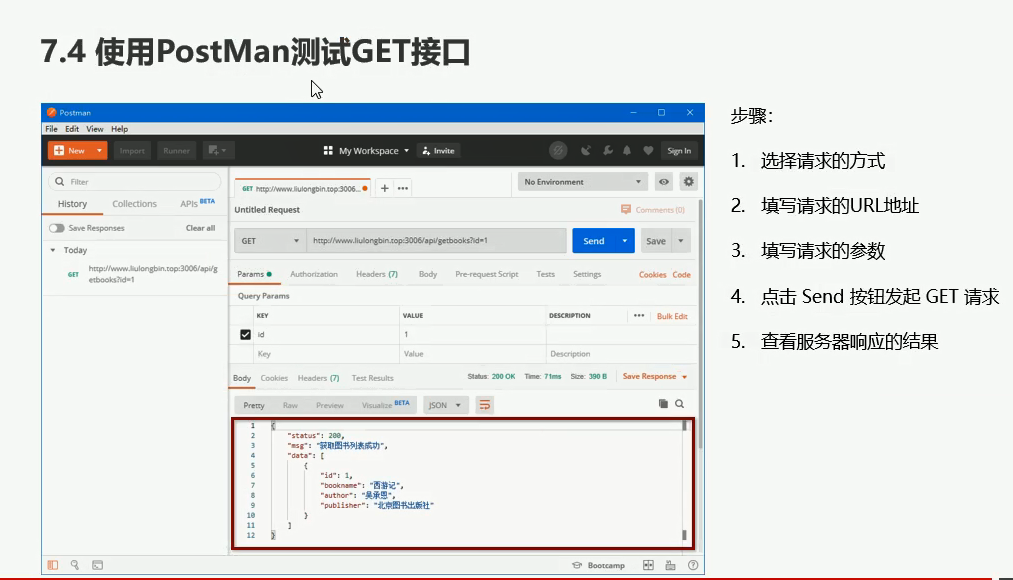 7.4 使用PostMan测试GET接口
Postman
File Edit View Help
New Import Runner My Workspace Invite Sign In
Filter
History Collections APIs BETA
Save Responses Clear all
Today
GET http://www.liulongbin.top:3006/api/g
etbooks?id=1
GET http://www.liulongbin.top:3006... + ••• No Environment
Untitled Request Comments (0)
GET http://www.liulongbin.top:3006/api/getbooks?id=1 Send Save
Params Authorization Headers (7) Body Pre-request Script Tests Settings Cookies Code
Query Params
KEY VALUE DESCRIPTION ••• Bulk Edit
id 1
Key Value Description
Body Cookies Headers (7) Test Results Status: 200 OK Time: 71ms Size: 390 B Save Response
Pretty Raw Preview Visualize BETA JSON
1 {
2 "status": 200,
3 "msg": "获取图书列表成功",
4 "data": [
5 {
6 "id": 1,
7 "bookname": "西游记",
8 "author": "吴承恩",
9 "publisher": "北京图书出版社"
10 }
11 ]
12 }
Bootcamp
步骤：
1. 选择请求的方式
2. 填写请求的URL地址
3. 填写请求的参数
4. 点击 Send 按钮发起 GET 请求
5. 查看服务器响应的结果